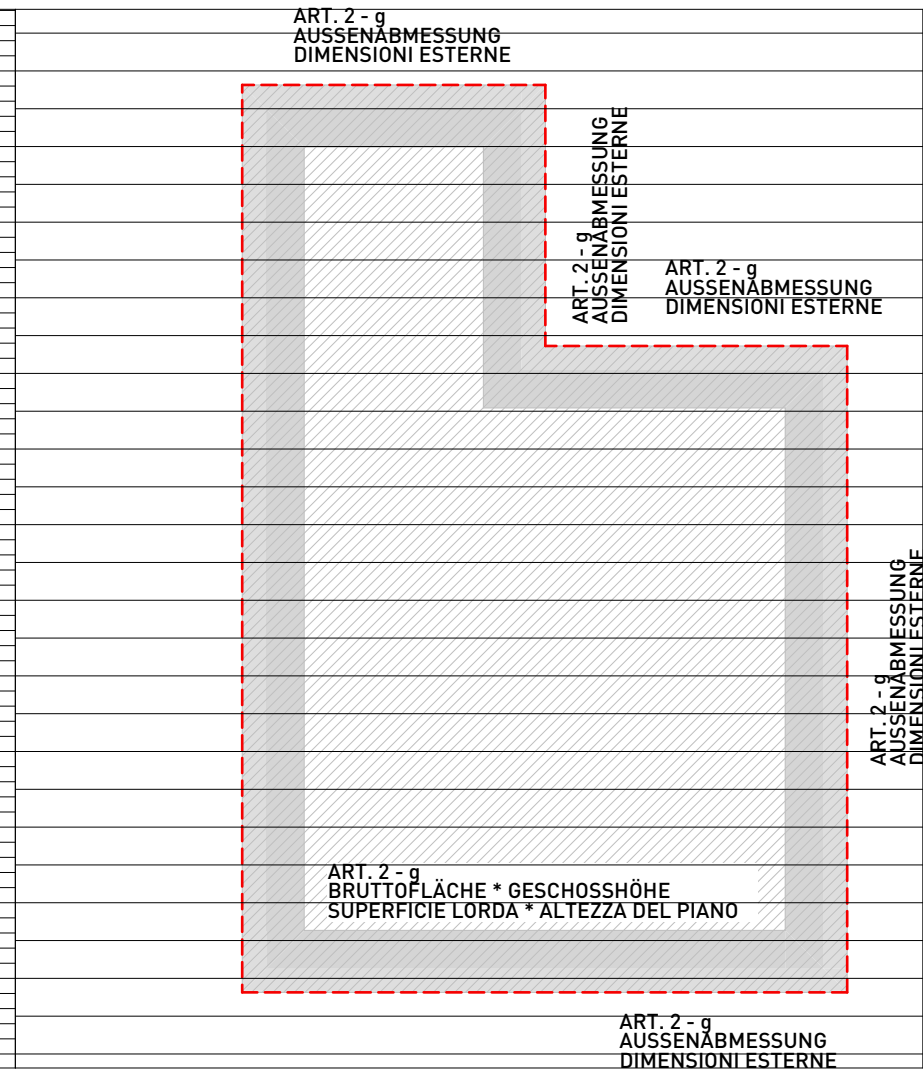 ART. 2 - g
AUSSENABMESSUNG
DIMENSIONI ESTERNE
ART. 2 - g
AUSSENABMESSUNG
DIMENSIONI ESTERNE
ART. 2 - g
AUSSENABMESSUNG
DIMENSIONI ESTERNE
ART. 2 - g
AUSSENABMESSUNG
DIMENSIONI ESTERNE
ART. 2 - g
BRUTTOFLÄCHE * GESCHOSSHÖHE
SUPERFICIE LORDA * ALTEZZA DEL PIANO
ART. 2 - g
AUSSENABMESSUNG
DIMENSIONI ESTERNE